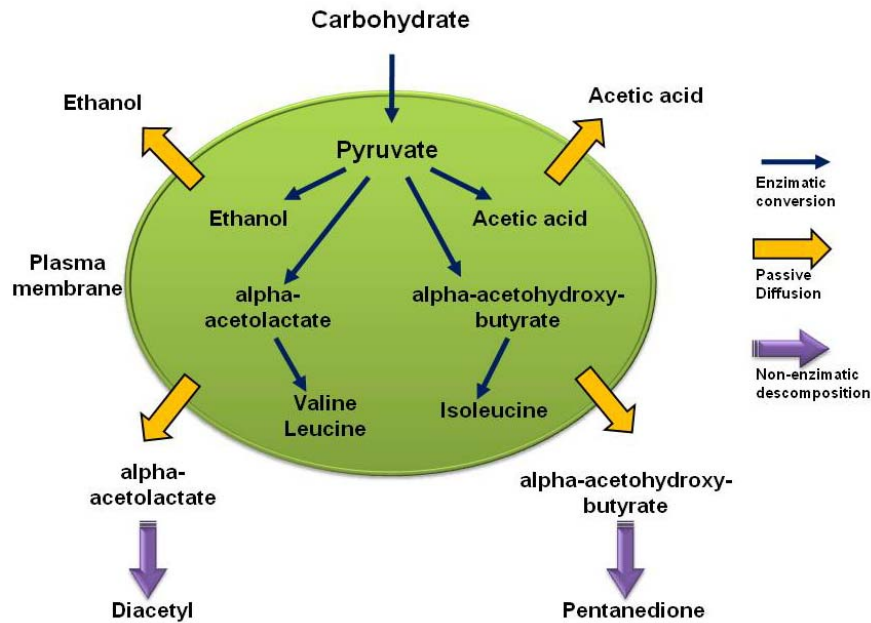 Carbohydrate
Ethanol
Acetic acid
Pyruvate
Ethanol
Acetic acid
Plasma
membrane
alpha-
acetolactate
alpha-acetohydroxy-
butyrate
Valine
Leucine
Isoleucine
alpha-
acetolactate
alpha-acetohydroxy-
butyrate
Diacetyl
Pentanedione
Enzimatic
conversion
Passive
Diffusion
Non-enzimatic
descomposition